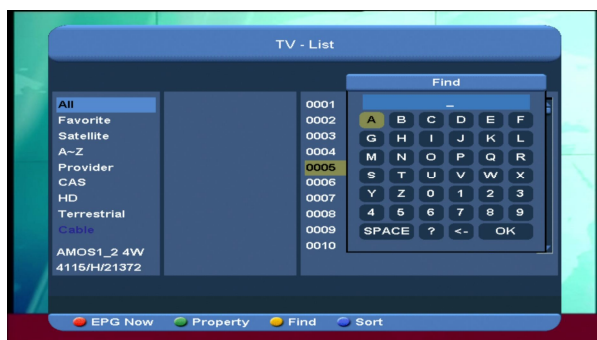 TV - List
Find
_
All
Favorite
Satellite
A~Z
Provider
CAS
HD
Terrestrial
Cable
AMOS1_2 4W
4115/H/21372
0001
0002
0003
0004
0005
0006
0007
0008
0009
0010
A B C D E F
G H I J K L
M N O P Q R
S T U V W X
Y Z 0 1 2 3
4 5 6 7 8 9
SPACE ? <- OK
EPG Now Property Find Sort